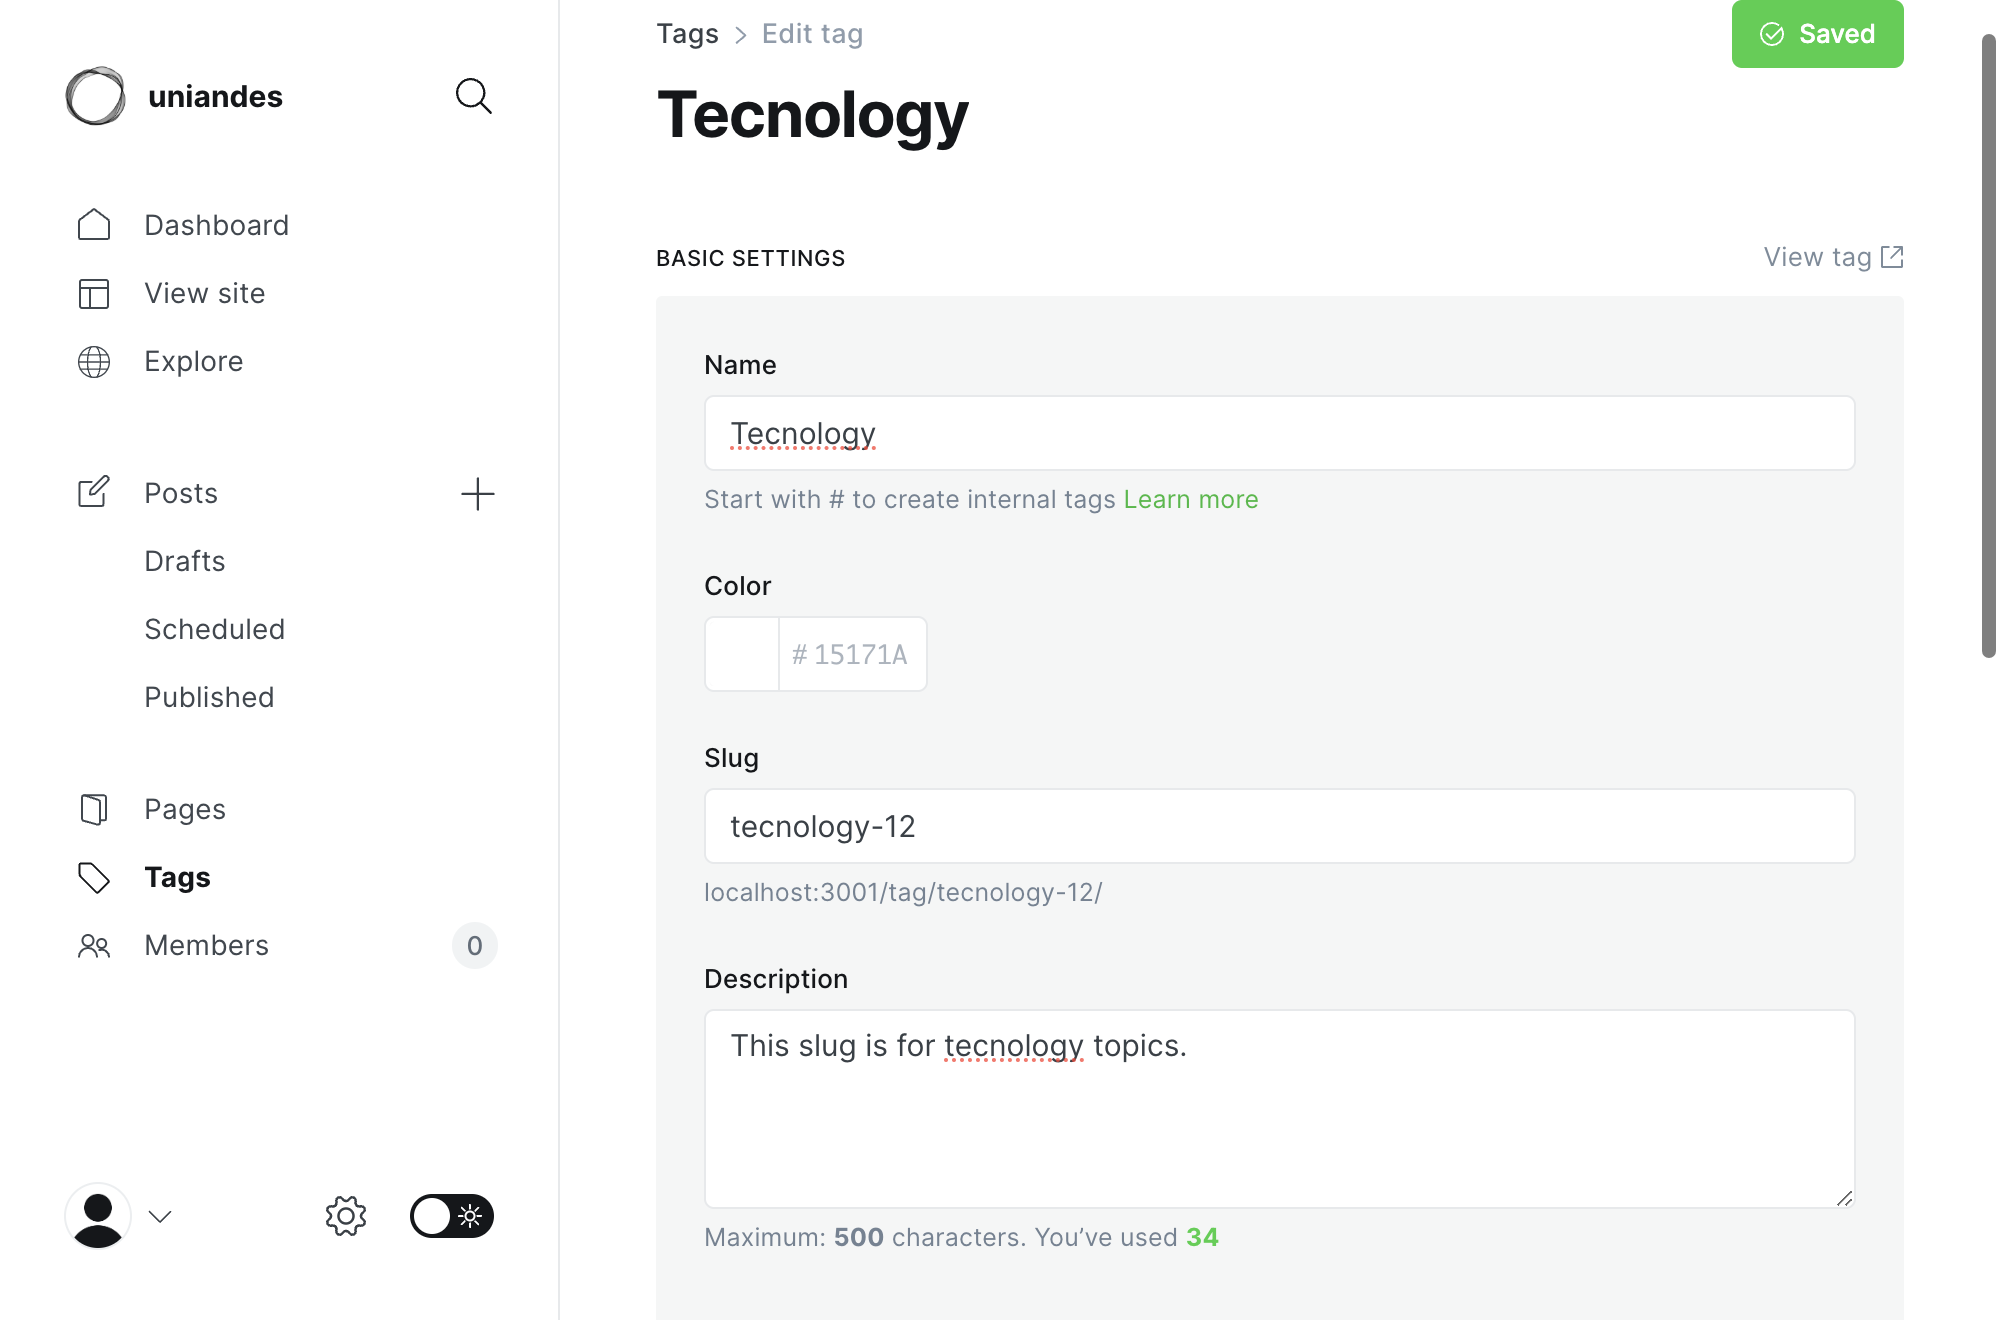 uniandes
Dashboard
View site
Explore
Posts
Drafts
Scheduled
Published
Pages
Tags
Members
0
Tags > Edit tag
Saved
Tecnology
BASIC SETTINGS
View tag
Name
Tecnology
Start with # to create internal tags Learn more
Color
# 15171A
Slug
tecnology-12
localhost:3001/tag/tecnology-12/
Description
This slug is for tecnology topics.
Maximum: 500 characters. You’ve used 34